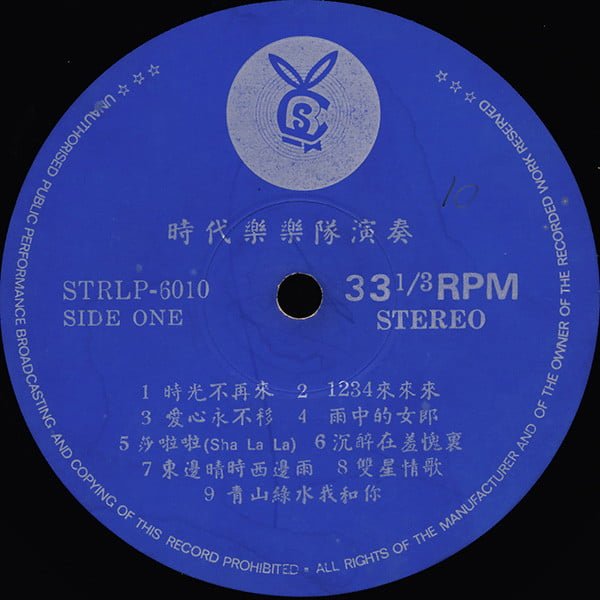 ☆☆☆ UNAUTHORISED PUBLIC PERFORMANCE BROADCASTING AND COPYING OF THIS RECORD PROHIBITED ▪ ALL RIGHTS OF THE MANUFACTURER AND OF THE OWNER OF THE RECORDED WORK RESERVED ☆☆☆
10
時代樂樂隊演奏
STRLP-6010 33 1/3 RPM
SIDE ONE STEREO
1 時光不再來 2 1234來來來
3 愛心永不移 4 雨中的女郎
5 莎啦啦(Sha La La) 6 沉醉在羞愧裏
7 東邊晴時西邊雨 8 雙星情歌
9 青山綠水我和你